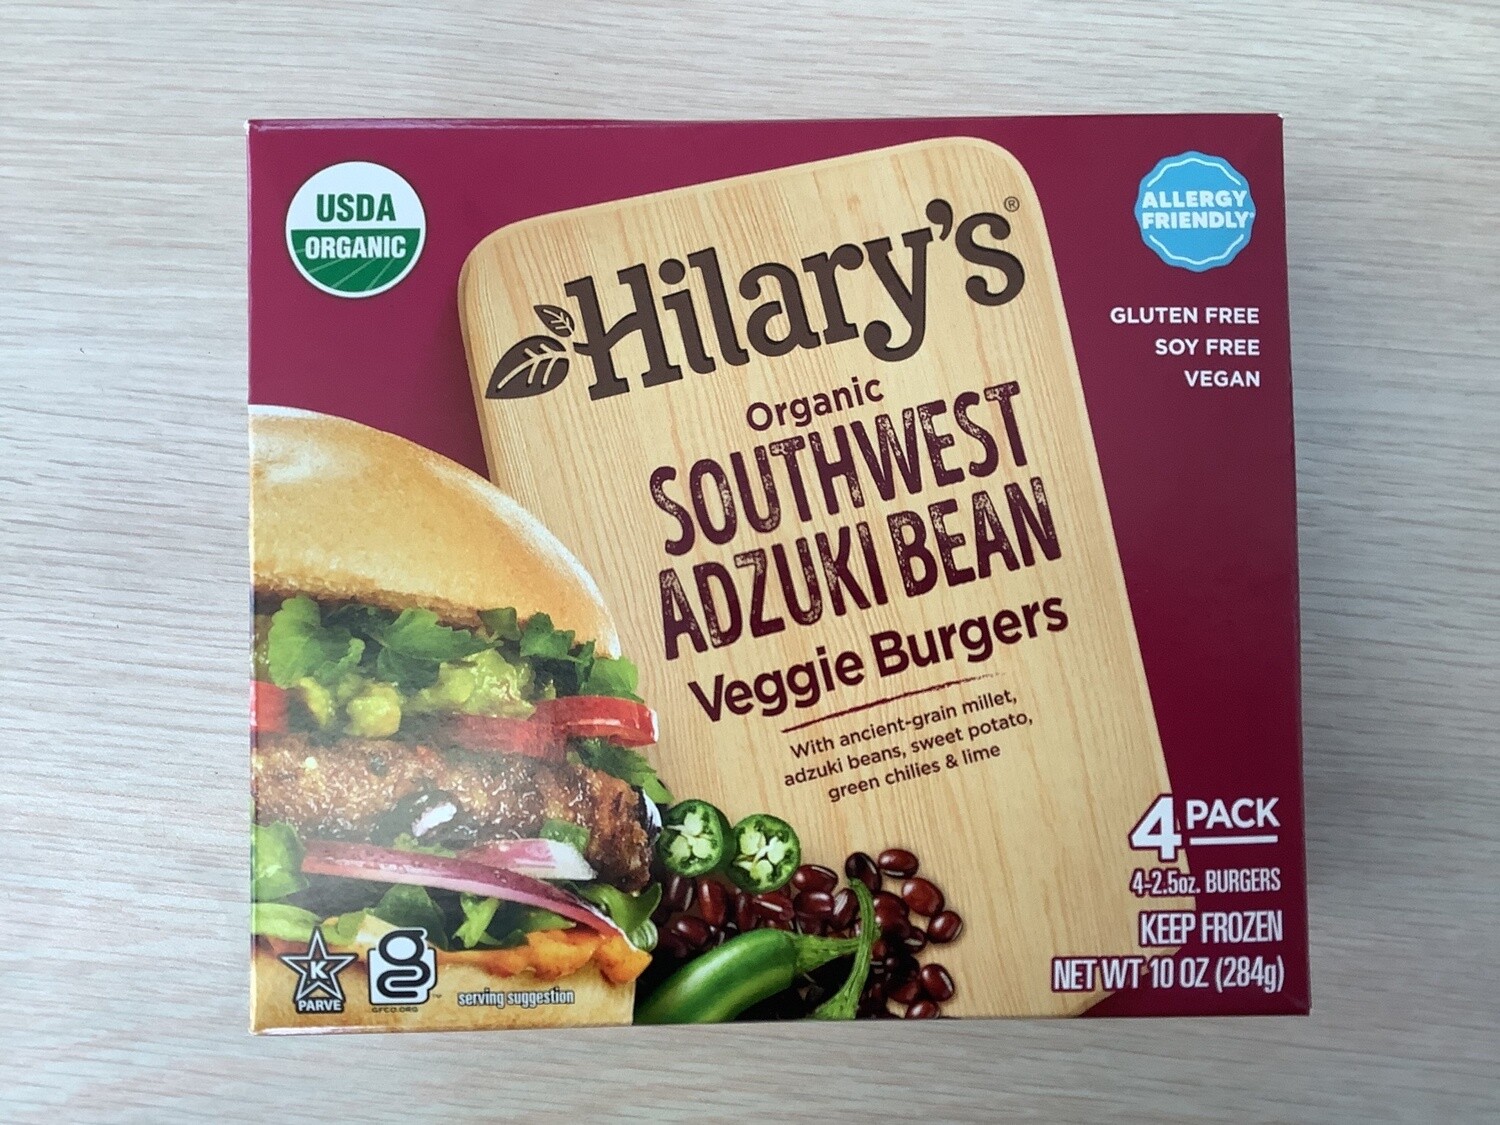 USDA
ORGANIC
Hilary's®
ALLERGY
FRIENDLY
GLUTEN FREE
SOY FREE
VEGAN
Organic
SOUTHWEST
ADZUKI BEAN
Veggie Burgers
With ancient-grain millet,
adzuki beans, sweet potato,
green chilies & lime
4 PACK
4-2.5oz. BURGERS
KEEP FROZEN
NET WT 10 OZ (284g)
K
PARVE
GFCO.ORG
serving suggestion